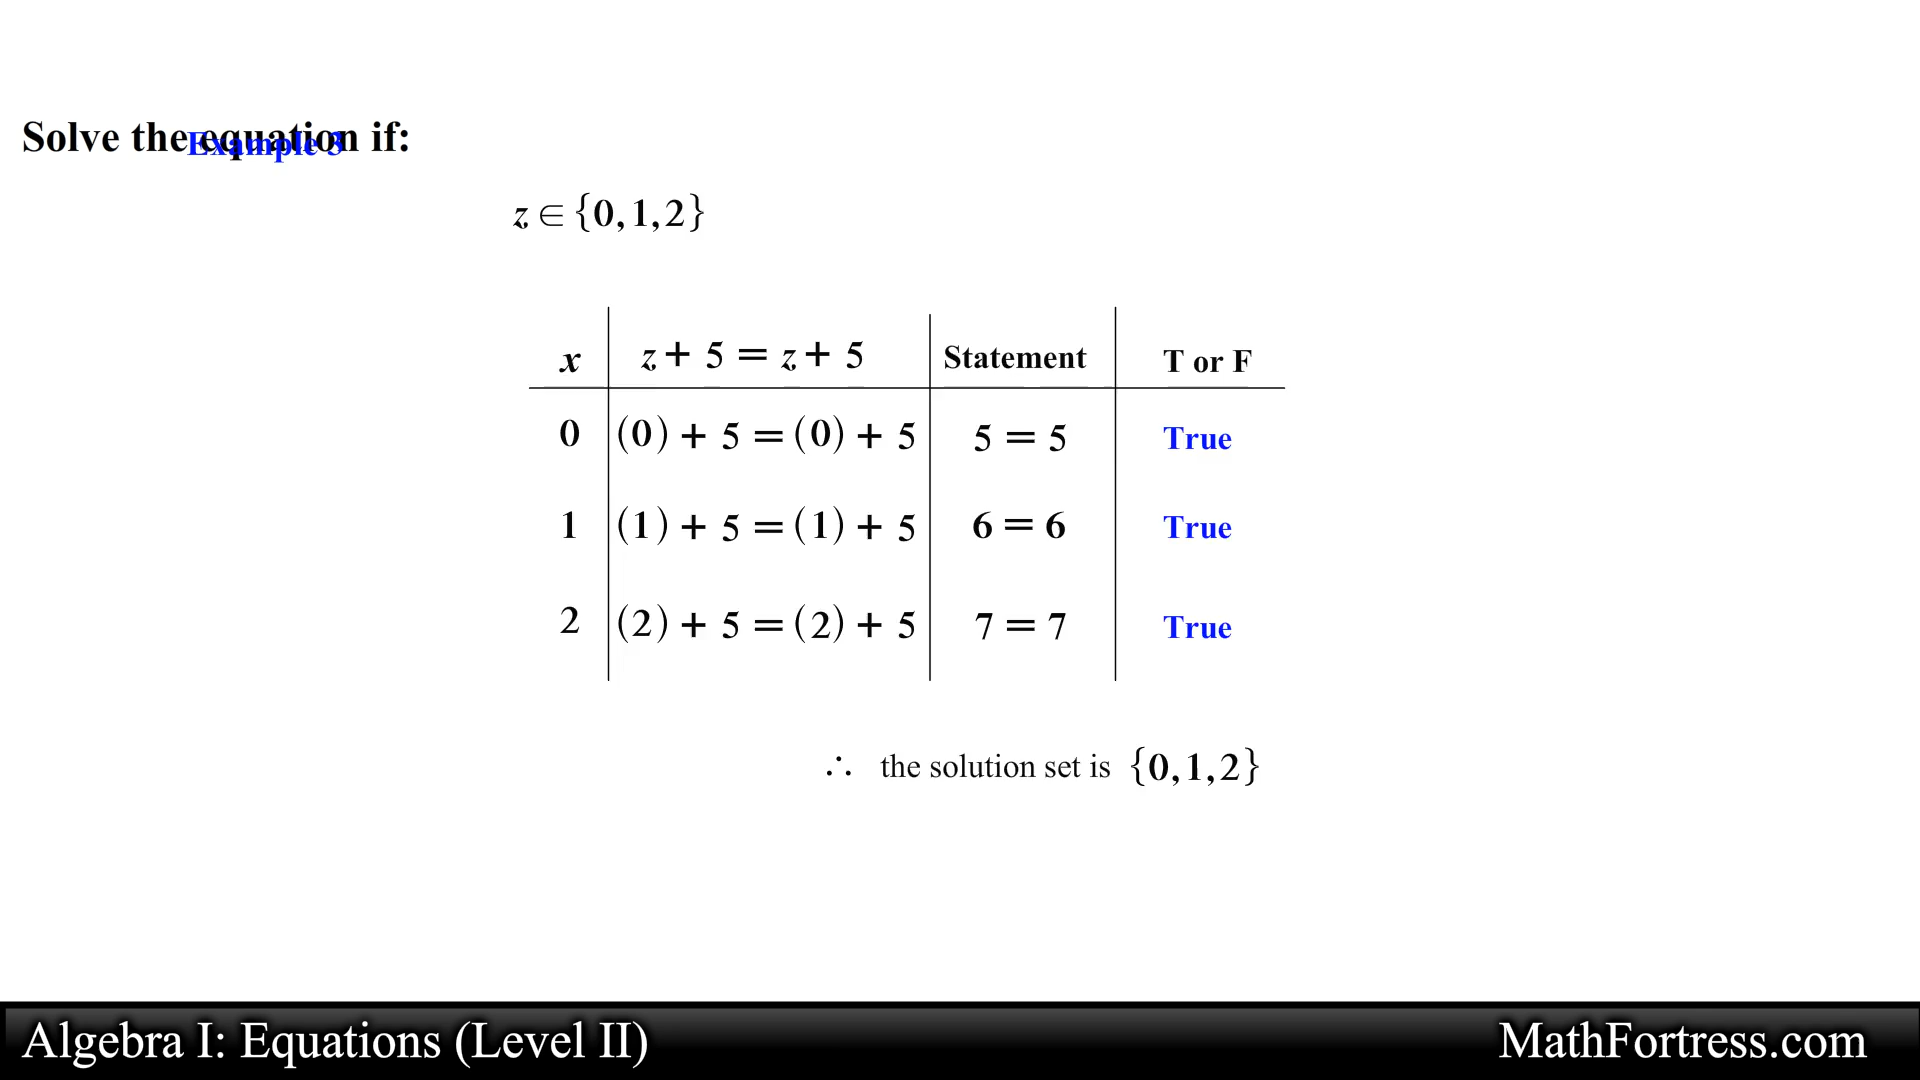 Solve the equation if:
Example 3
z ∈ {0, 1, 2}
x z + 5 = z + 5 Statement T or F
0 (0) + 5 = (0) + 5 5 = 5 True
1 (1) + 5 = (1) + 5 6 = 6 True
2 (2) + 5 = (2) + 5 7 = 7 True
∴ the solution set is {0, 1, 2}
Algebra I: Equations (Level II) MathFortress.com